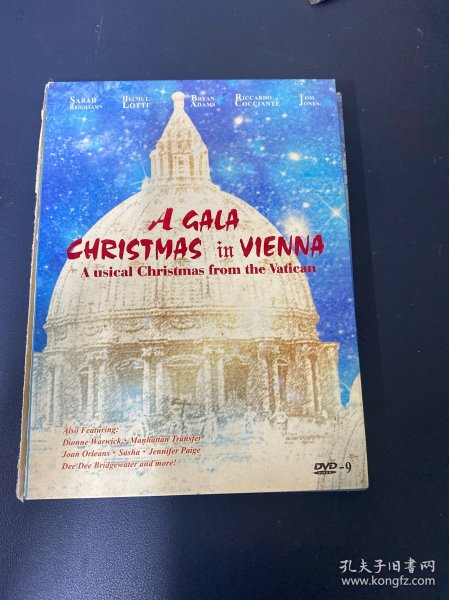 SARAH HELMUT BRYAN RICCARDO TOM
BRIGHTAMN LOTTI ADAMS COCCIANTE JONES
A GALA
CHRISTMAS in VIENNA
A usical Christmas from the Vatican
Also Featuring:
Dionne Warwick • Manhattan Transfer
Joan Orleans • Sasha • Jennifer Paige
Dee Dee Bridgewater and more!
DVD-9
孔夫子旧书网
www.kongfz.com